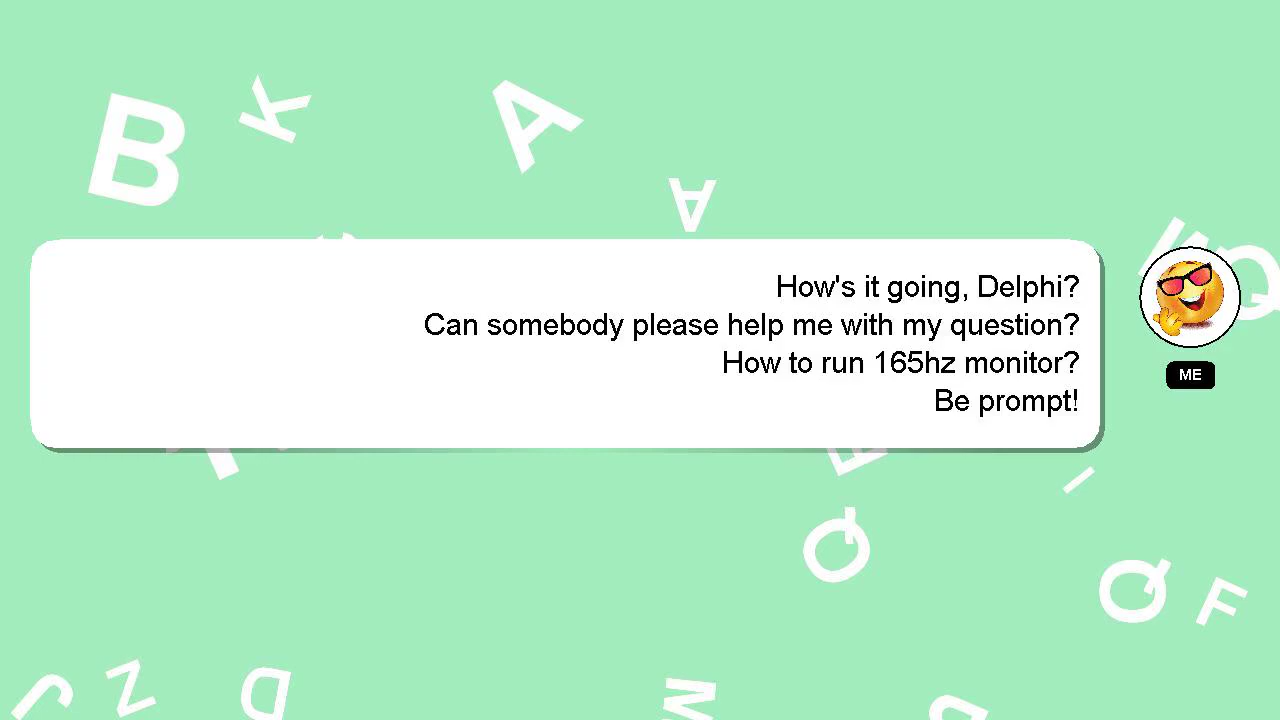 B
K
A
A
M
Q
How's it going, Delphi?
Can somebody please help me with my question?
How to run 165hz monitor?
Be prompt!
ME
E
I
Q
Q
F
J
Z
D
M